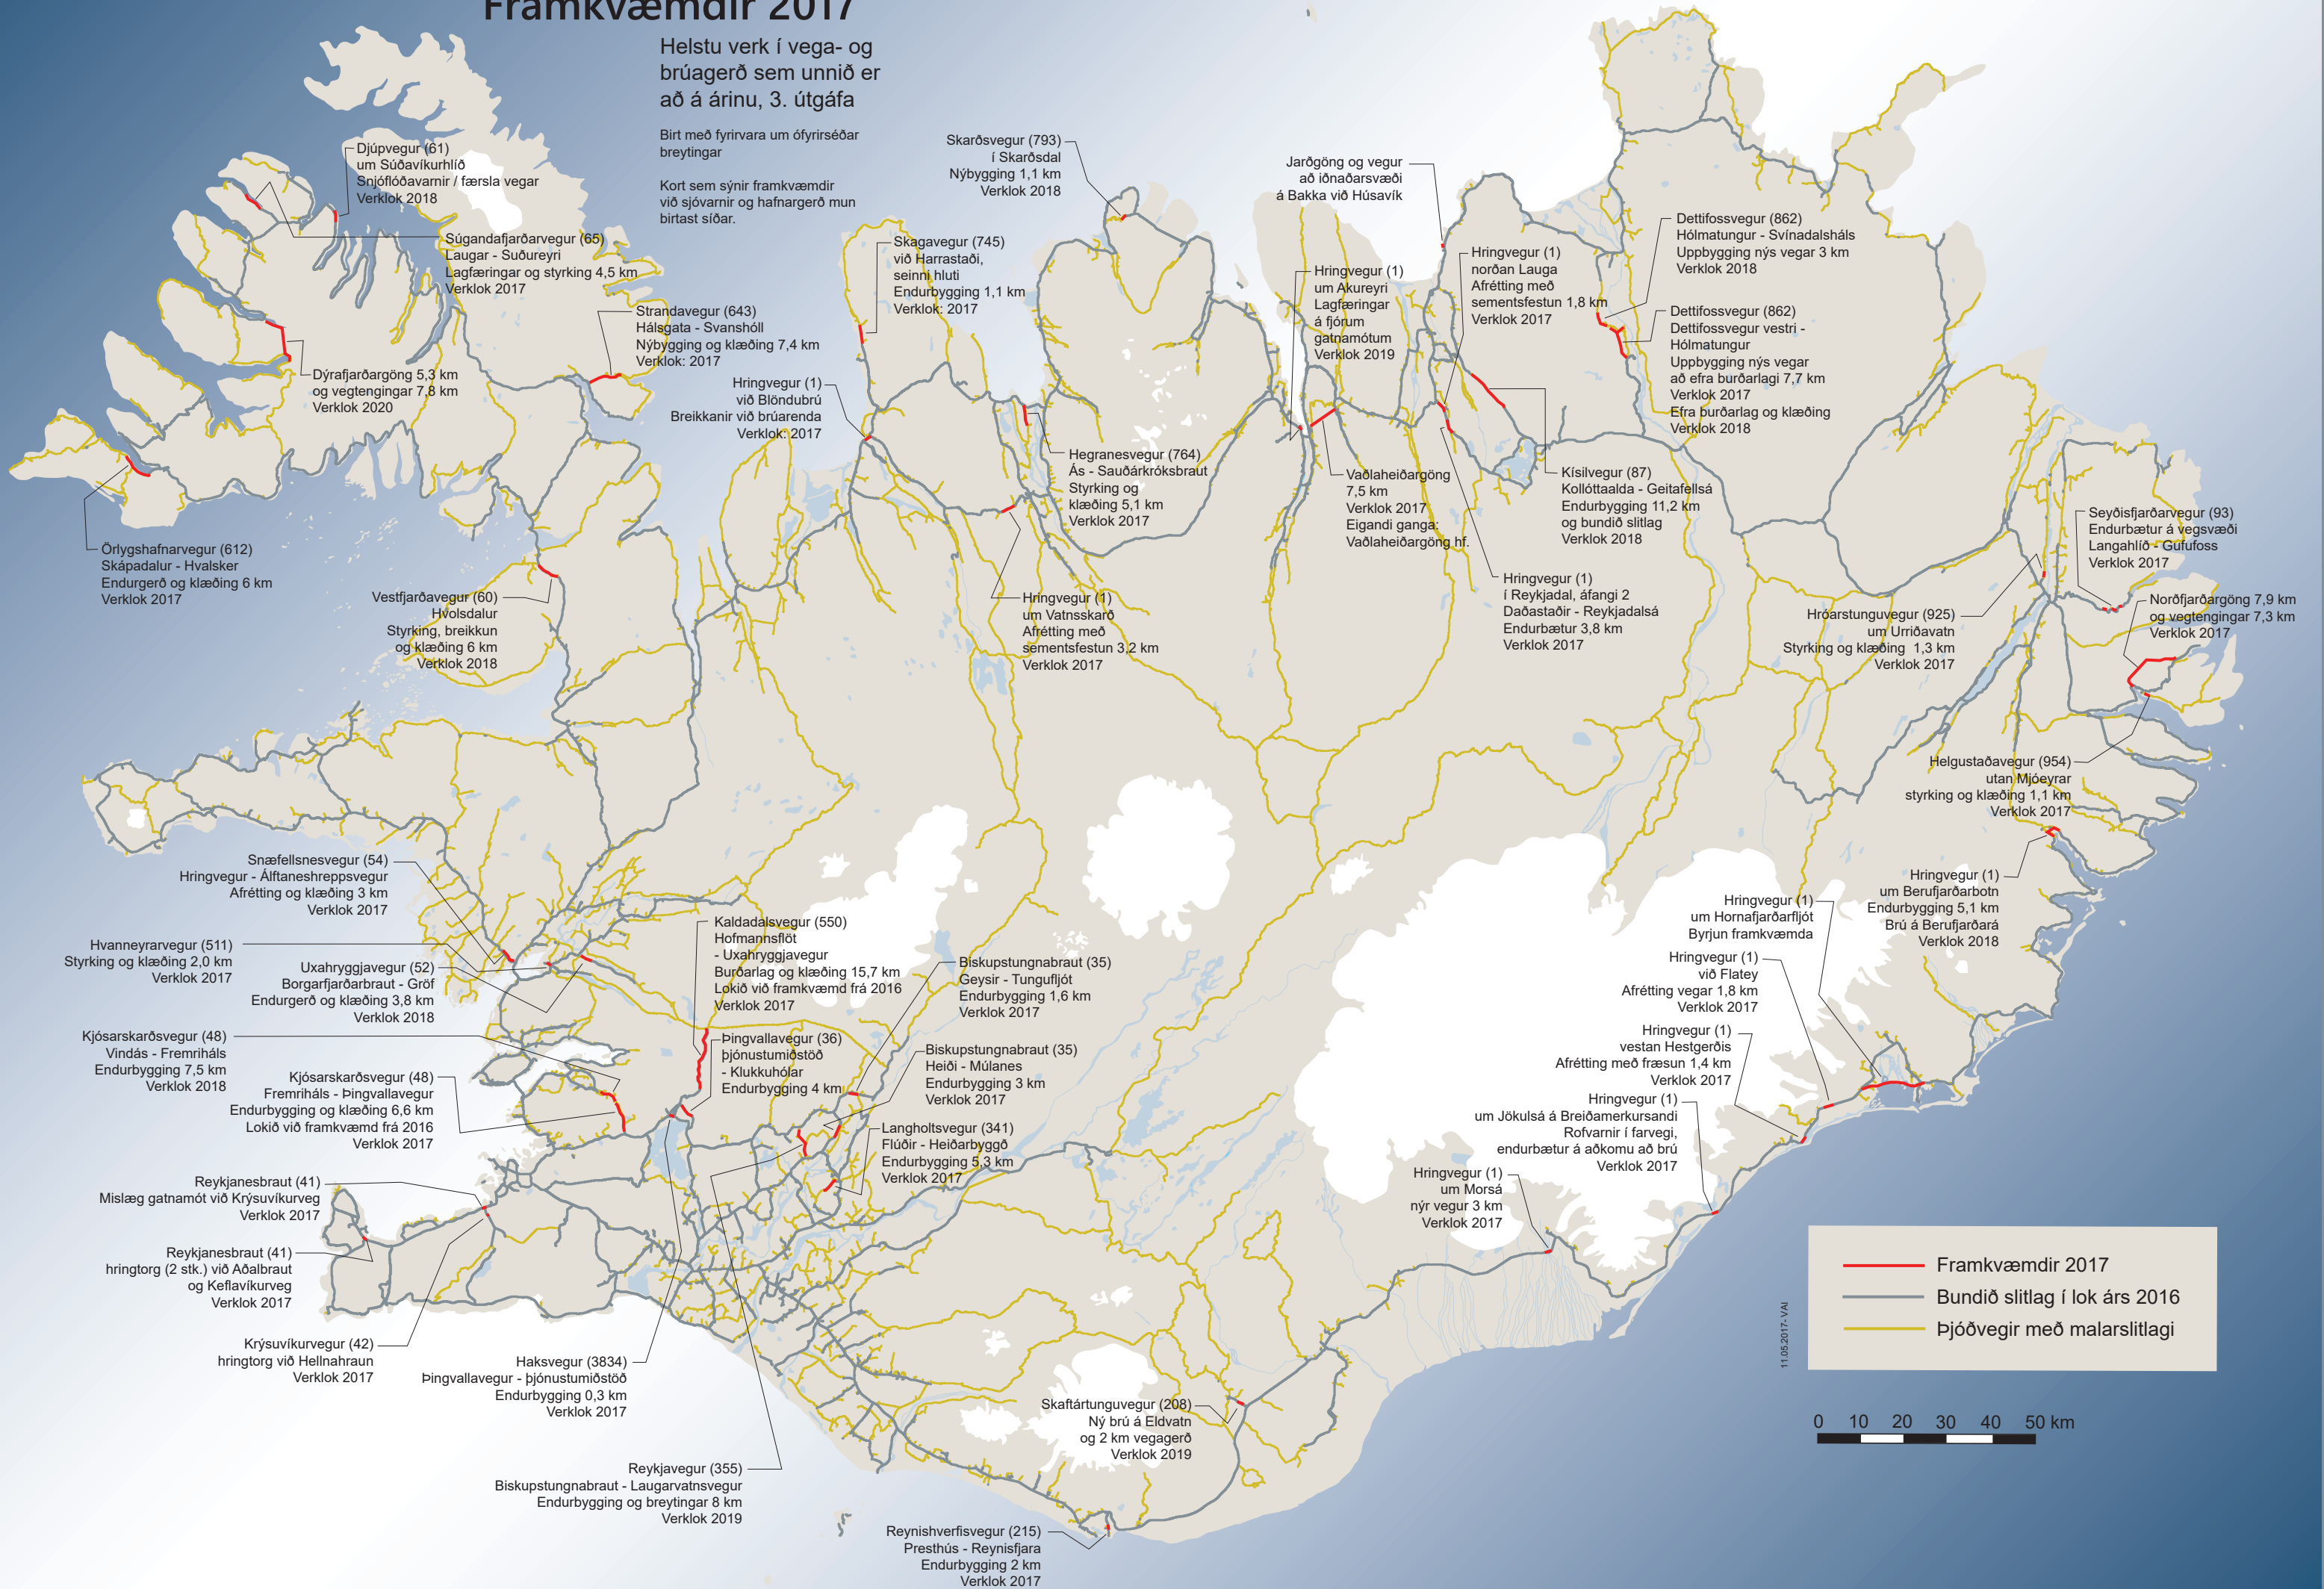 Framkvæmdir 2017
Helstu verk í vega- og
brúagerð sem unnið er
að á árinu, 3. útgáfa
Birt með fyrirvara um ófyrirséðar
breytingar
Kort sem sýnir framkvæmdir
við sjóvarnir og hafnargerð mun
birtast síðar.
Djúpvegur (61)
um Súðavíkurhlíð
Snjóflóðavarnir / færsla vegar
Verklok 2018
Súgandafjarðarvegur (65)
Laugar - Suðureyri
Lagfæringar og styrking 4,5 km
Verklok 2017
Strandavegur (643)
Hálsgata - Svanshóll
Nýbygging og klæðing 7,4 km
Verklok: 2017
Dýrafjarðargöng 5,3 km
og vegtengingar 7,8 km
Verklok 2020
Örlygshafnarvegur (612)
Skápadalur - Hvalsker
Endurgerð og klæðing 6 km
Verklok 2017
Vestfjarðavegur (60)
Hvolsdalur
Styrking, breikkun
og klæðing 6 km
Verklok 2018
Hringvegur (1)
við Blöndubrú
Breikkanir við brúarenda
Verklok: 2017
Skagavegur (745)
við Harrastaði,
seinni hluti
Endurbygging 1,1 km
Verklok: 2017
Skarðsvegur (793)
í Skarðsdal
Nýbygging 1,1 km
Verklok 2018
Hegranesvegur (764)
Ás - Sauðárkróksbraut
Styrking og
klæðing 5,1 km
Verklok 2017
Hringvegur (1)
um Vatnsskarð
Afrétting með
sementsfestun 3,2 km
Verklok 2017
Jarðgöng og vegur
að iðnaðarsvæði
á Bakka við Húsavík
Hringvegur (1)
um Akureyri
Lagfæringar
á fjórum
gatnamótum
Verklok 2019
Hringvegur (1)
norðan Lauga
Afrétting með
sementsfestun 1,8 km
Verklok 2017
Vaðlaheiðargöng
7,5 km
Verklok 2017
Eigandi ganga:
Vaðlaheiðargöng hf.
Hringvegur (1)
í Reykjadal, áfangi 2
Daðastaðir - Reykjadalsá
Endurbætur 3,8 km
Verklok 2017
Kísilvegur (87)
Kollóttaalda - Geitafellsá
Endurbygging 11,2 km
og bundið slitlag
Verklok 2018
Dettifossvegur (862)
Hólmatungur - Svínadalsháls
Uppbygging nýs vegar 3 km
Verklok 2018
Dettifossvegur (862)
Dettifossvegur vestri -
Hólmatungur
Uppbygging nýs vegar
að efra burðarlagi 7,7 km
Verklok 2017
Efra burðarlag og klæðing
Verklok 2018
Seyðisfjarðarvegur (93)
Endurbætur á vegsvæði
Langahlíð - Gufufoss
Verklok 2017
Hróarstunguvegur (925)
um Urriðavatn
Styrking og klæðing 1,3 km
Verklok 2017
Norðfjarðargöng 7,9 km
og vegtengingar 7,3 km
Verklok 2017
Helgustaðavegur (954)
utan Mjóeyrar
styrking og klæðing 1,1 km
Verklok 2017
Hringvegur (1)
um Berufjarðarbotn
Endurbygging 5,1 km
Brú á Berufjarðará
Verklok 2018
Hringvegur (1)
um Hornafjarðarfljót
Byrjun framkvæmda
Hringvegur (1)
við Flatey
Afrétting vegar 1,8 km
Verklok 2017
Hringvegur (1)
vestan Hestgerðis
Afrétting með fræsun 1,4 km
Verklok 2017
Hringvegur (1)
um Jökulsá á Breiðamerkursandi
Rofvarnir í farvegi,
endurbætur á aðkomu að brú
Verklok 2017
Hringvegur (1)
um Morsá
nýr vegur 3 km
Verklok 2017
Snæfellsnesvegur (54)
Hringvegur - Álftaneshreppsvegur
Afrétting og klæðing 3 km
Verklok 2017
Hvanneyrarvegur (511)
Styrking og klæðing 2,0 km
Verklok 2017
Uxahryggjavegur (52)
Borgarfjarðarbraut - Gröf
Endurgerð og klæðing 3,8 km
Verklok 2018
Kjósarskarðsvegur (48)
Vindás - Fremriháls
Endurbygging 7,5 km
Verklok 2018
Kjósarskarðsvegur (48)
Fremriháls - Þingvallavegur
Endurbygging og klæðing 6,6 km
Lokið við framkvæmd frá 2016
Verklok 2017
Kaldadalsvegur (550)
Hofmannsflöt
- Uxahryggjavegur
Burðarlag og klæðing 15,7 km
Lokið við framkvæmd frá 2016
Verklok 2017
Þingvallavegur (36)
þjónustumiðstöð
- Klukkuhólar
Endurbygging 4 km
Biskupstungnabraut (35)
Geysir - Tungufljót
Endurbygging 1,6 km
Verklok 2017
Biskupstungnabraut (35)
Heiði - Múlanes
Endurbygging 3 km
Verklok 2017
Langholtsvegur (341)
Flúðir - Heiðarbyggð
Endurbygging 5,3 km
Verklok 2017
Reykjanesbraut (41)
Mislæg gatnamót við Krýsuvíkurveg
Verklok 2017
Reykjanesbraut (41)
hringtorg (2 stk.) við Aðalbraut
og Keflavíkurveg
Verklok 2017
Krýsuvíkurvegur (42)
hringtorg við Hellnahraun
Verklok 2017
Haksvegur (3834)
Þingvallavegur - þjónustumiðstöð
Endurbygging 0,3 km
Verklok 2017
Reykjavegur (355)
Biskupstungnabraut - Laugarvatnsvegur
Endurbygging og breytingar 8 km
Verklok 2019
Skaftártunguvegur (208)
Ný brú á Eldvatn
og 2 km vegagerð
Verklok 2019
Reynishverfisvegur (215)
Presthús - Reynisfjara
Endurbygging 2 km
Verklok 2017
11.05.2017- VAI
Framkvæmdir 2017
Bundið slitlag í lok árs 2016
Þjóðvegir með malarslitlagi
0 10 20 30 40 50 km